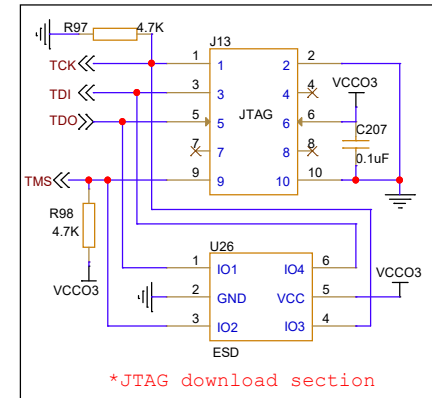 R97 4.7K
J13
TCK 1 1 2 2
TDI 3 3 4 4 VCCO3
TDO 5 5 JTAG 6 6
7 7 8 8 C207
0.1uF
TMS 9 9 10 10
R98
4.7K
U26
1 IO1 IO4 6
VCCO3 2 GND VCC 5 VCCO3
3 IO2 IO3 4
ESD
*JTAG download section